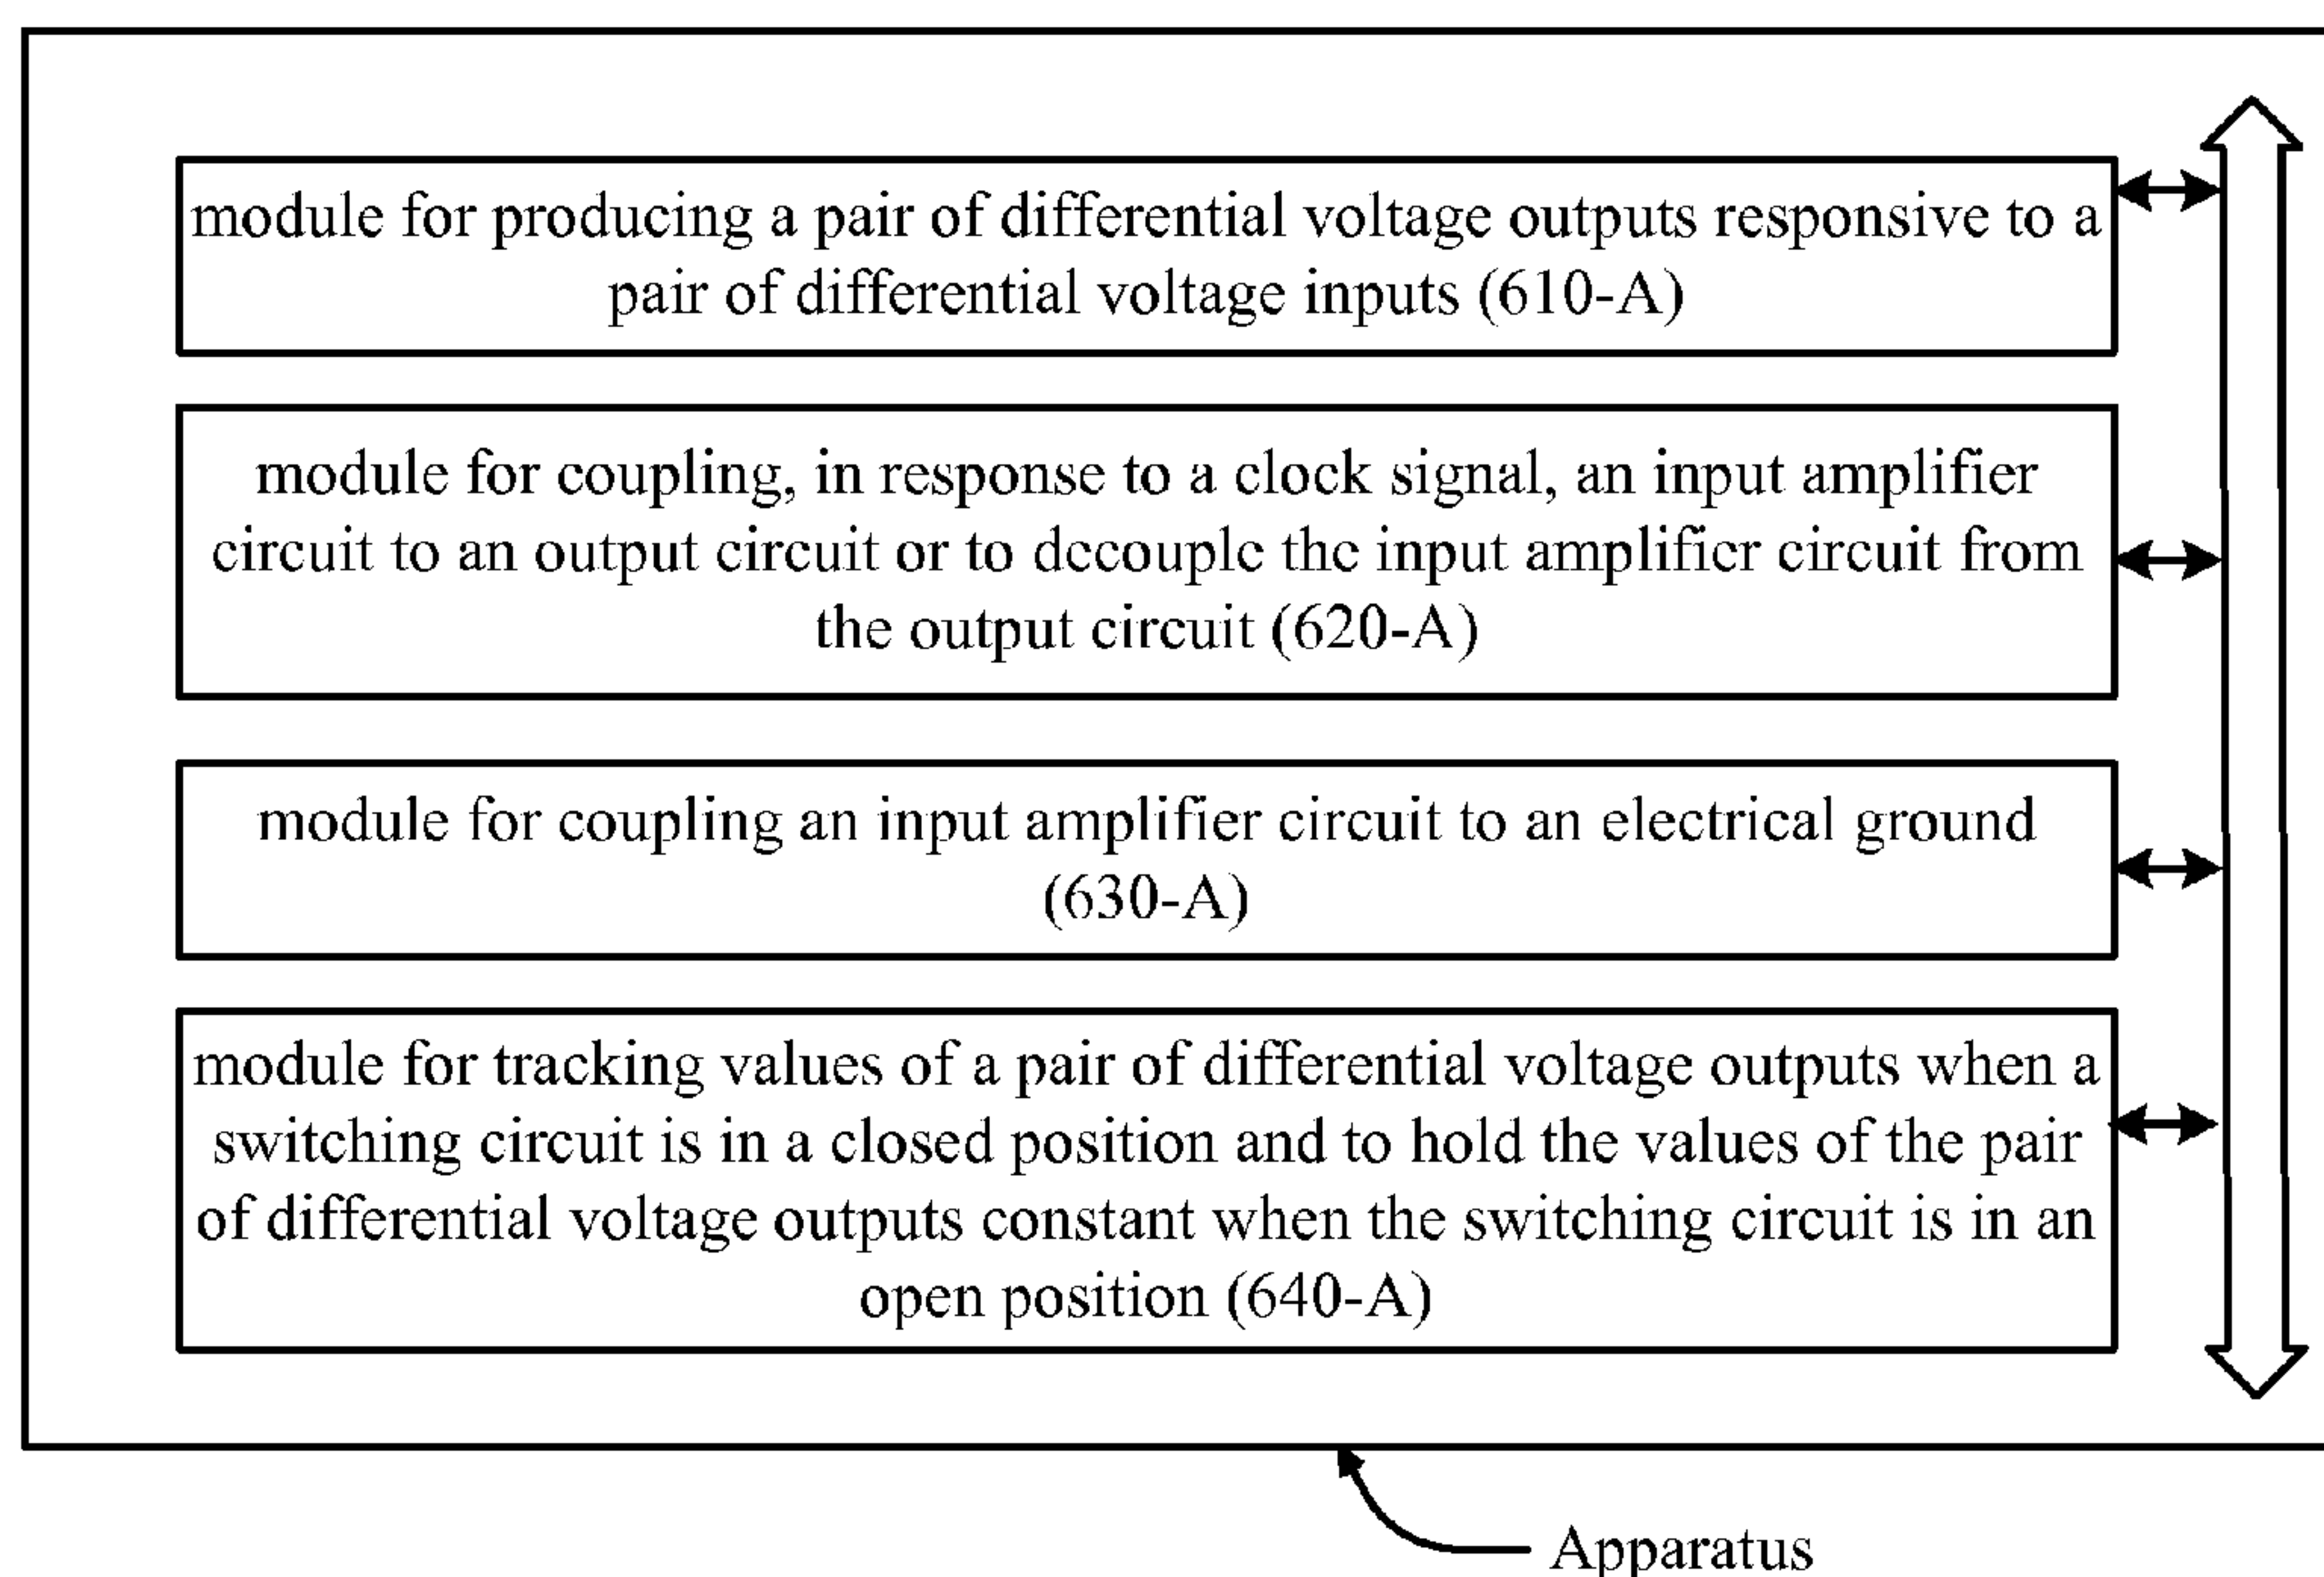 module for producing a pair of differential voltage outputs responsive to a
pair of differential voltage inputs (610-A)
module for coupling, in response to a clock signal, an input amplifier
circuit to an output circuit or to decouple the input amplifier circuit from
the output circuit (620-A)
module for coupling an input amplifier circuit to an electrical ground
(630-A)
module for tracking values of a pair of differential voltage outputs when a
switching circuit is in a closed position and to hold the values of the pair
of differential voltage outputs constant when the switching circuit is in an
open position (640-A)
Apparatus